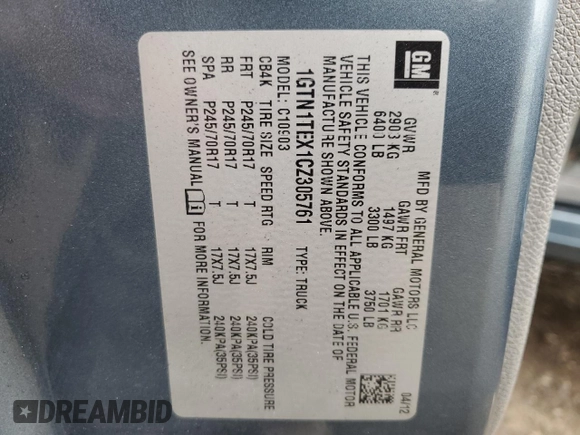 GM
®
MFD BY GENERAL MOTORS LLC 04/12
GVWR GAWR FRT GAWR RR
2903 KG 1497 KG 1701 KG
6400 LB 3300 LB 3750 LB
THIS VEHICLE CONFORMS TO ALL APPLICABLE U.S. FEDERAL MOTOR
VEHICLE SAFETY STANDARDS IN EFFECT ON THE DATE OF
MANUFACTURE SHOWN ABOVE.
1GTN1TEX1CZ305761 TYPE: TRUCK
MODEL: C10903
CB4K TIRE SIZE SPEED RTG RIM COLD TIRE PRESSURE
FRT P245/70R17 T 17X7.5J 240KPA(35PSI)
RR P245/70R17 T 17X7.5J 240KPA(35PSI)
SPA P245/70R17 T 17X7.5J 240KPA(35PSI)
SEE OWNER'S MANUAL i FOR MORE INFORMATION.
DREAMBID